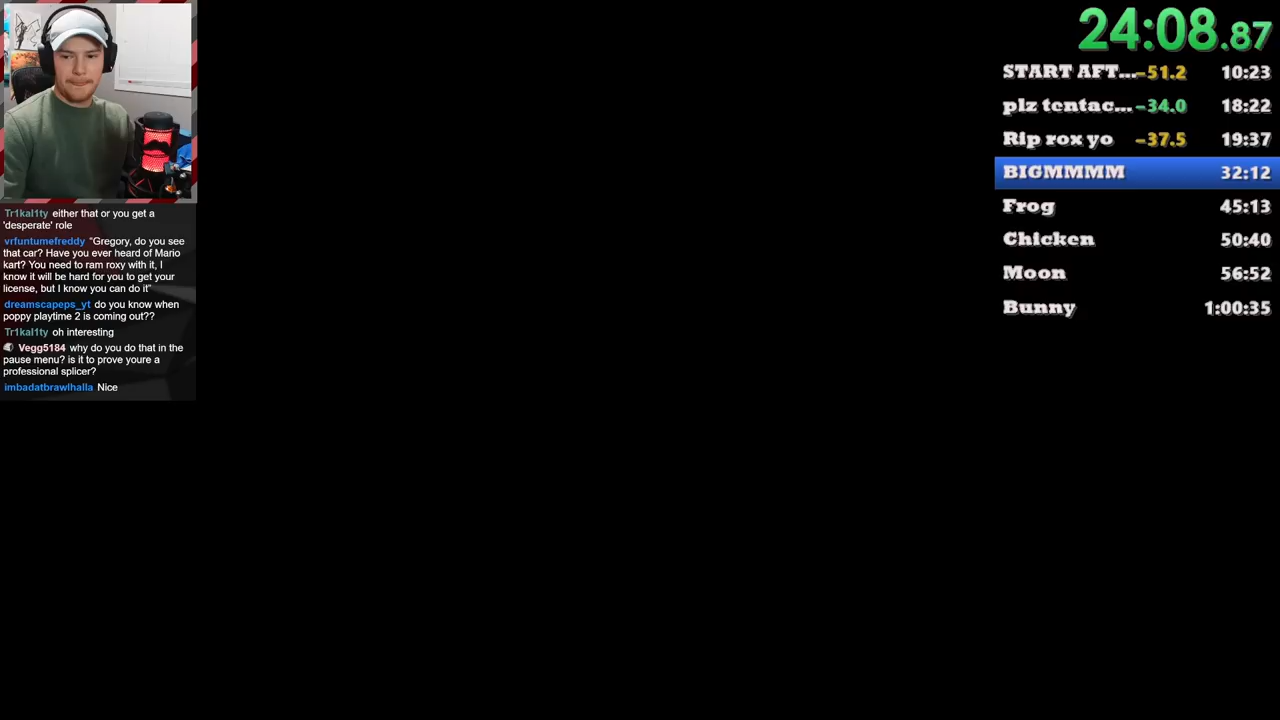 24:08.87
START AFT... -51.2 10:23
plz tentac... -34.0 18:22
Rip rox yo -37.5 19:37
BIGMMMM 32:12
Frog 45:13
Chicken 50:40
Moon 56:52
Bunny 1:00:35
Tr1kal1ty either that or you get a
'desperate' role
vrfuntumefreddy "Gregory, do you see
that car? Have you ever heard of Mario
kart? You need to ram roxy with it, I
know it will be hard for you to get your
license, but I know you can do it"
dreamscapeps_yt do you know when
poppy playtime 2 is coming out??
Tr1kal1ty oh interesting
Vegg5184 why do you do that in the
pause menu? is it to prove youre a
professional splicer?
imbadatbrawlhalla Nice